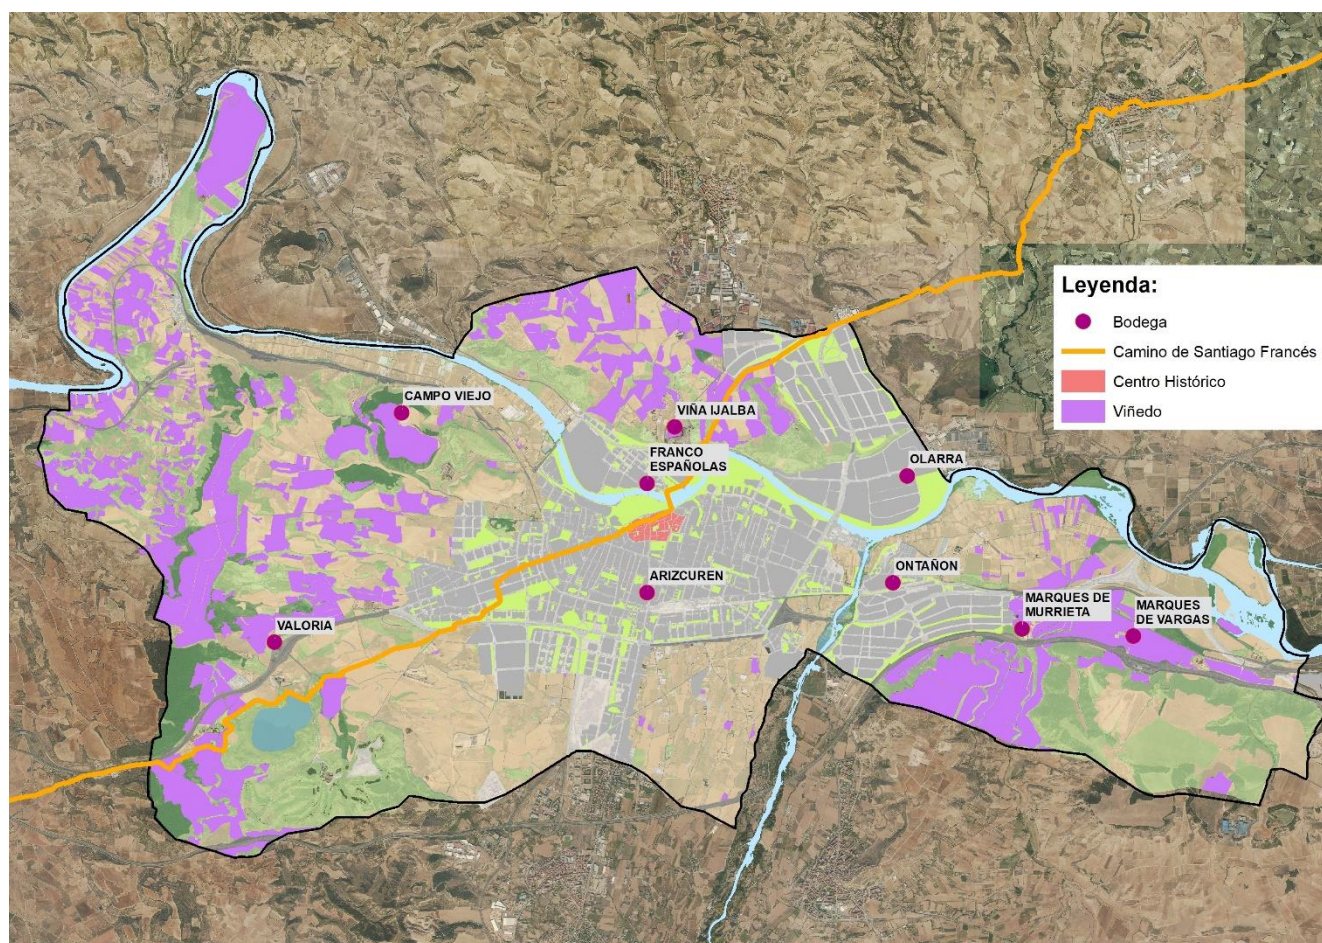 Leyenda:
Bodega
Camino de Santiago Francés
Centro Histórico
Viñedo
CAMPO VIEJO
VIÑA IJALBA
FRANCO
ESPAÑOLAS
OLARRA
ARIZCUREN
ONTAÑON
MARQUES DE
MURRIETA
MARQUES
DE VARGAS
VALORIA